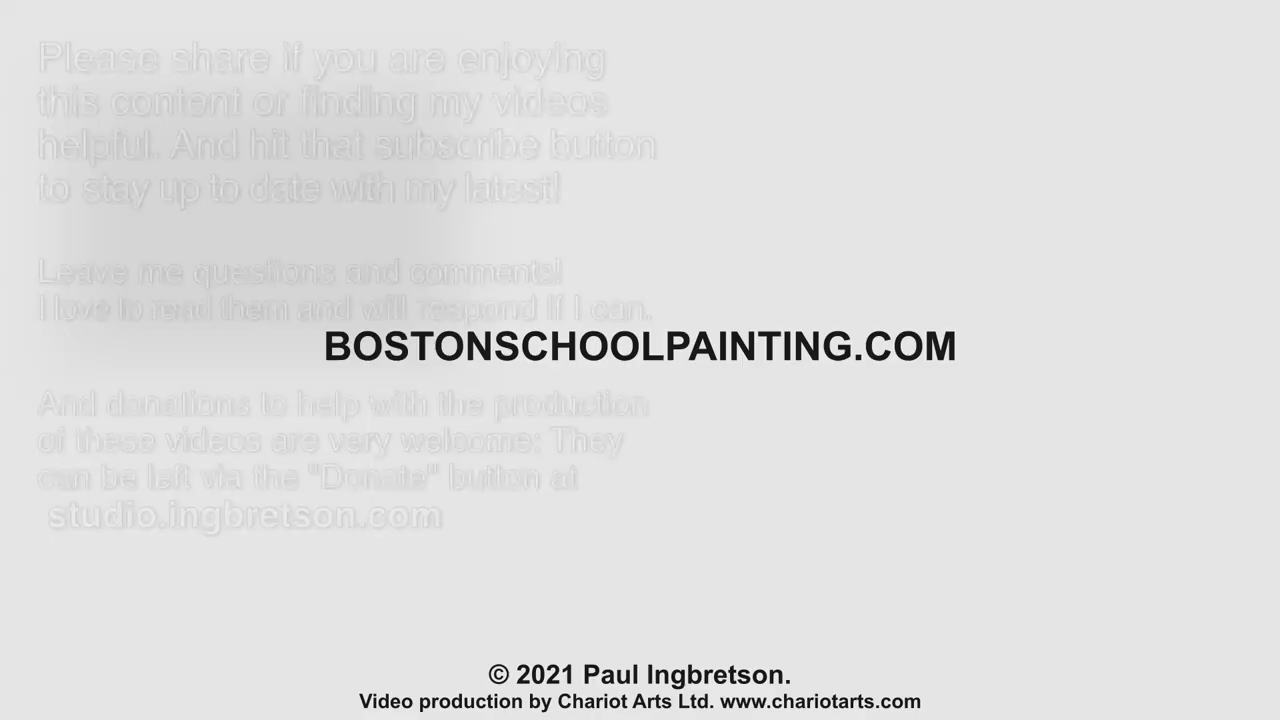 Please share if you are enjoying
this content or finding my videos
helpful. And hit that subscribe button
to stay up to date with my latest!
Leave me questions and comments!
I love to read them and will respond if I can.
BOSTONSCHOOLPAINTING.COM
And donations to help with the production
of these videos are very welcome: They
can be left via the "Donate" button at
studio.ingbretson.com
© 2021 Paul Ingbretson.
Video production by Chariot Arts Ltd. www.chariotarts.com